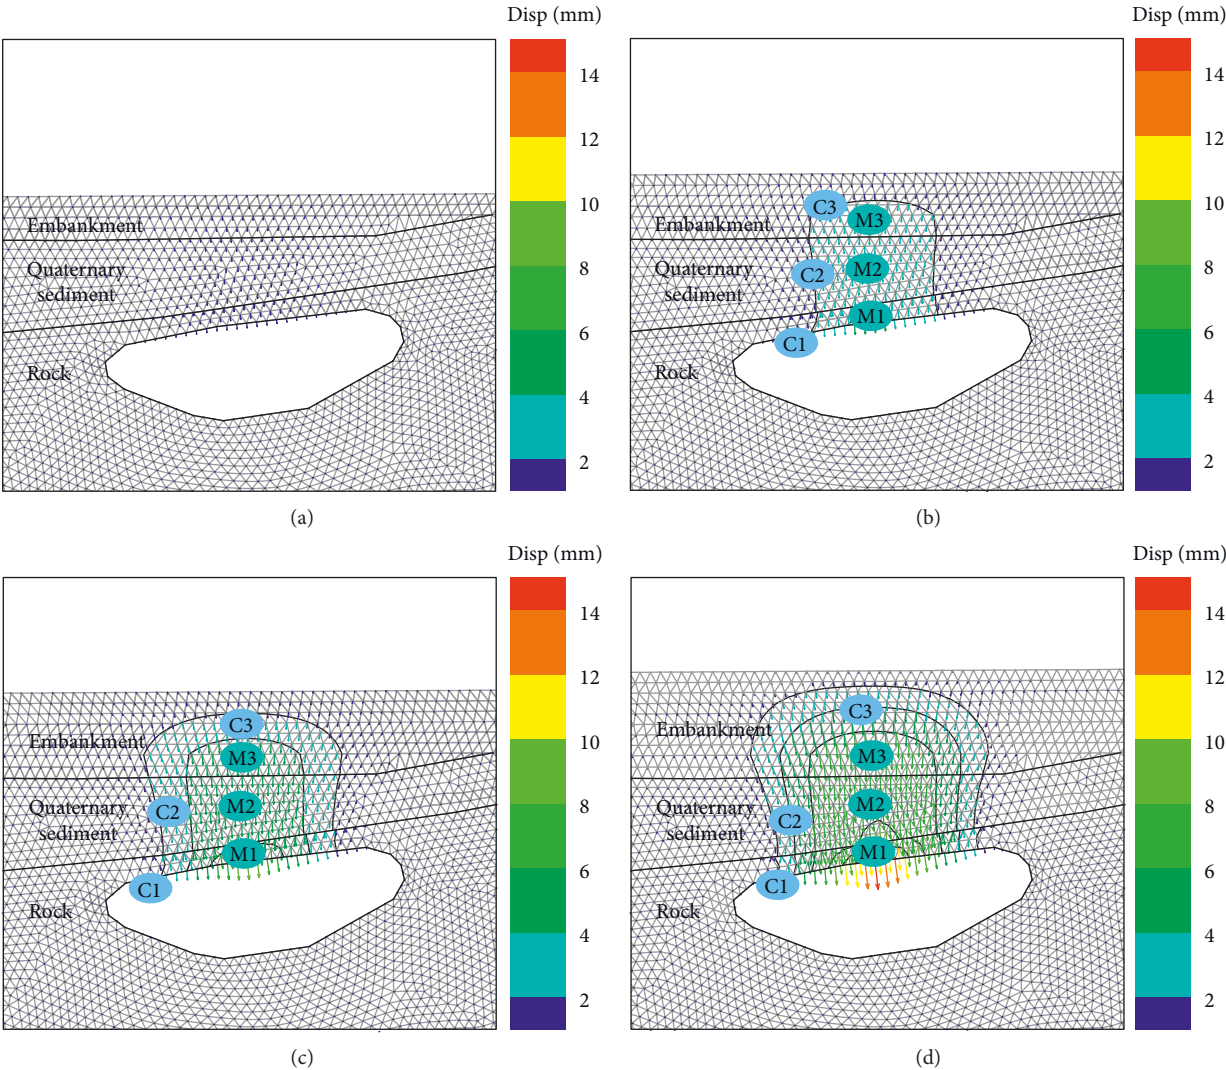 Disp (mm)
14
12
10
8
6
4
2
Embankment
Quaternary
sediment
Rock
(a)
Disp (mm)
14
12
10
8
6
4
2
Embankment
Quaternary
sediment
Rock
C3
M3
C2
M2
M1
C1
(b)
Disp (mm)
14
12
10
8
6
4
2
Embankment
Quaternary
sediment
Rock
C3
M3
M2
C2
M1
C1
(c)
Disp (mm)
14
12
10
8
6
4
2
Embankment
Quaternary
sediment
Rock
C3
M3
M2
C2
M1
C1
(d)